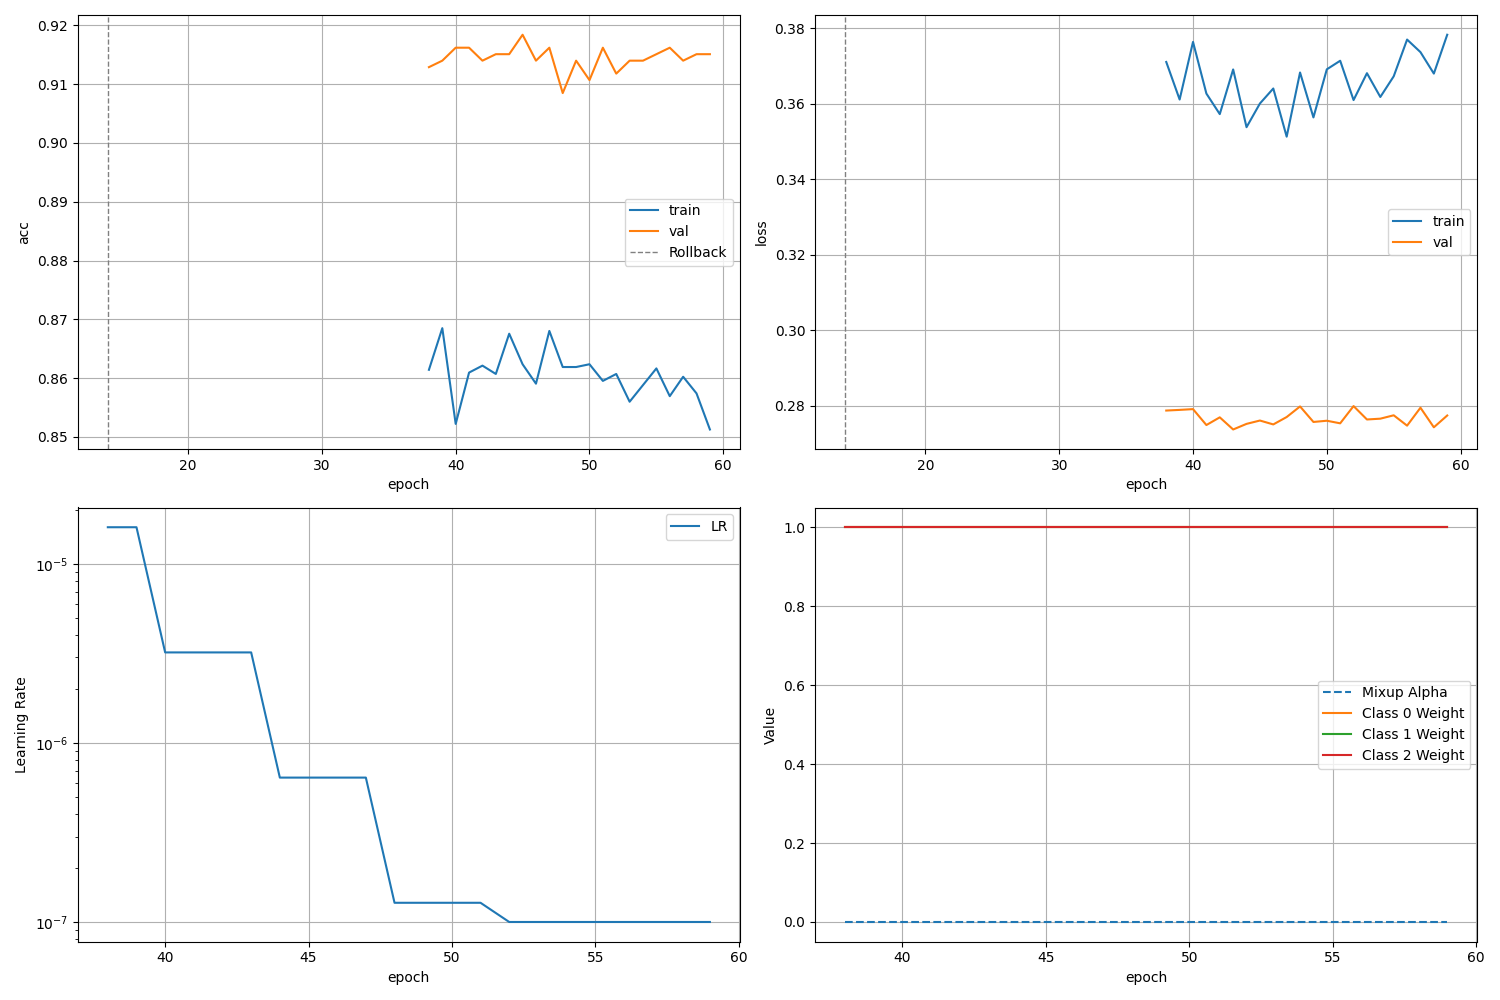 0.92
0.91
0.90
0.89
0.88
0.87
0.86
0.85
acc
20 30 40 50 60
epoch
train
val
Rollback
0.38
0.36
0.34
0.32
0.30
0.28
loss
20 30 40 50 60
epoch
train
val
10⁻⁵
10⁻⁶
10⁻⁷
Learning Rate
40 45 50 55 60
epoch
LR
1.0
0.8
0.6
0.4
0.2
0.0
Value
40 45 50 55 60
epoch
Mixup Alpha
Class 0 Weight
Class 1 Weight
Class 2 Weight